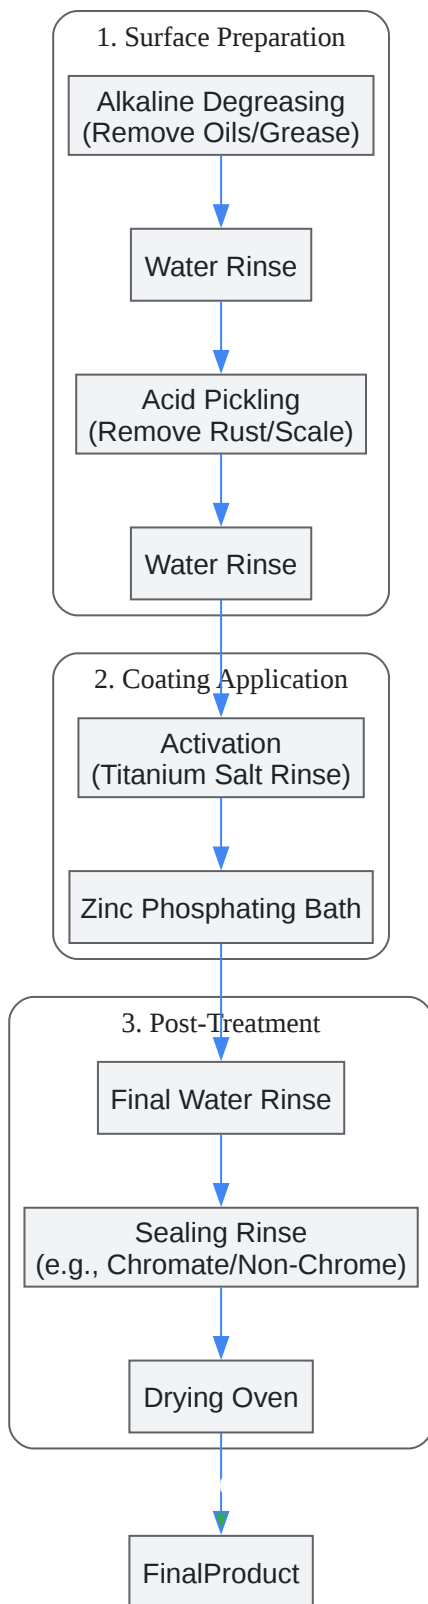 1. Surface Preparation
Alkaline Degreasing
(Remove Oils/Grease)
Water Rinse
Acid Pickling
(Remove Rust/Scale)
Water Rinse
2. Coating Application
Activation
(Titanium Salt Rinse)
Zinc Phosphating Bath
3. Post-Treatment
Final Water Rinse
Sealing Rinse
(e.g., Chromate/Non-Chrome)
Drying Oven
FinalProduct